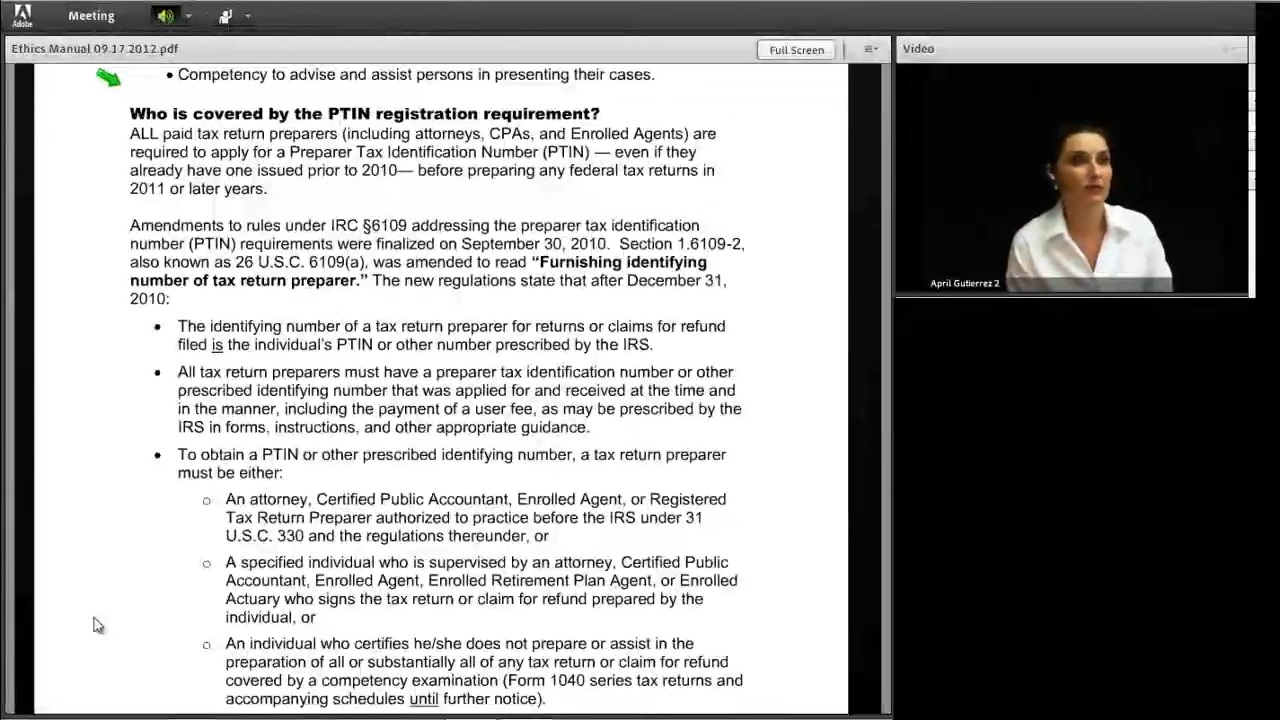 Adobe
Meeting
Ethics Manual 09.17 2012.pdf
Full Screen
Video
• Competency to advise and assist persons in presenting their cases.
Who is covered by the PTIN registration requirement?
ALL paid tax return preparers (including attorneys, CPAs, and Enrolled Agents) are
required to apply for a Preparer Tax Identification Number (PTIN) — even if they
already have one issued prior to 2010— before preparing any federal tax returns in
2011 or later years.
Amendments to rules under IRC §6109 addressing the preparer tax identification
number (PTIN) requirements were finalized on September 30, 2010. Section 1.6109-2,
also known as 26 U.S.C. 6109(a), was amended to read “Furnishing identifying
number of tax return preparer.” The new regulations state that after December 31,
2010:
• The identifying number of a tax return preparer for returns or claims for refund
filed is the individual's PTIN or other number prescribed by the IRS.
• All tax return preparers must have a preparer tax identification number or other
prescribed identifying number that was applied for and received at the time and
in the manner, including the payment of a user fee, as may be prescribed by the
IRS in forms, instructions, and other appropriate guidance.
• To obtain a PTIN or other prescribed identifying number, a tax return preparer
must be either:
o An attorney, Certified Public Accountant, Enrolled Agent, or Registered
Tax Return Preparer authorized to practice before the IRS under 31
U.S.C. 330 and the regulations thereunder, or
o A specified individual who is supervised by an attorney, Certified Public
Accountant, Enrolled Agent, Enrolled Retirement Plan Agent, or Enrolled
Actuary who signs the tax return or claim for refund prepared by the
individual, or
o An individual who certifies he/she does not prepare or assist in the
preparation of all or substantially all of any tax return or claim for refund
covered by a competency examination (Form 1040 series tax returns and
accompanying schedules until further notice).
April Gutierrez 2